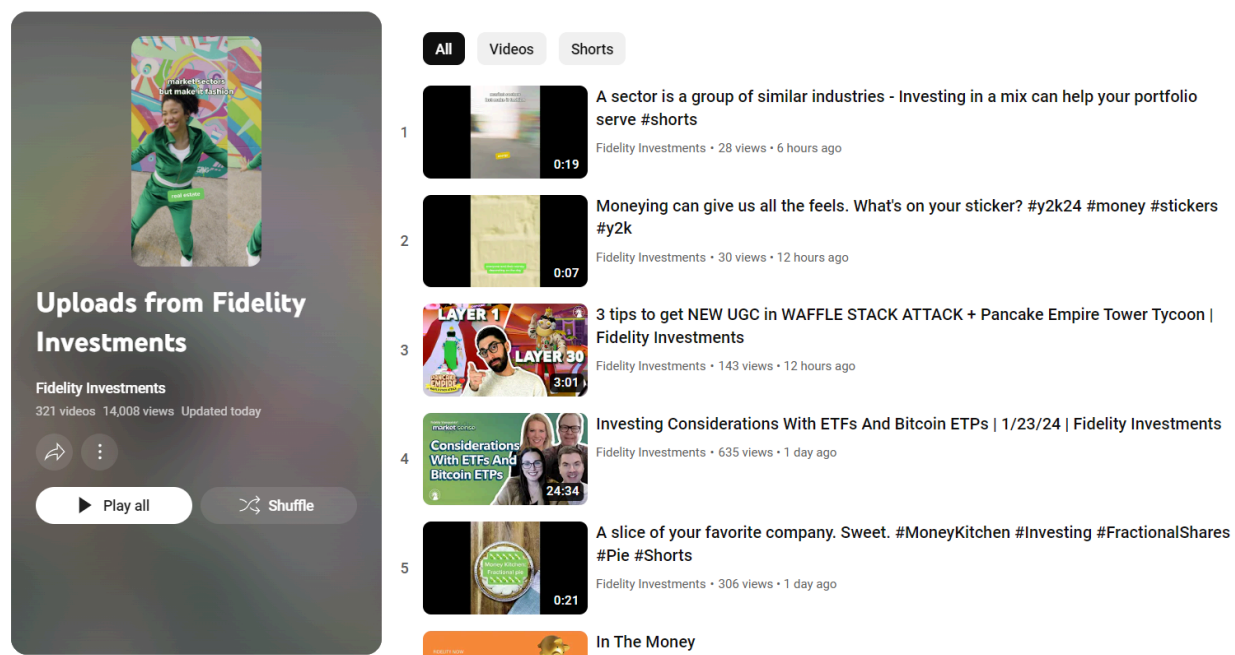 market sectors
but make it fashion
real estate
Uploads from Fidelity
Investments
Fidelity Investments
321 videos 14,008 views Updated today
Play all
Shuffle
All
Videos
Shorts
1
0:19
A sector is a group of similar industries - Investing in a mix can help your portfolio
serve #shorts
Fidelity Investments • 28 views • 6 hours ago
2
0:07
Moneying can give us all the feels. What's on your sticker? #y2k24 #money #stickers
#y2k
Fidelity Investments • 30 views • 12 hours ago
3
LAYER 1
LAYER 30
PANCAKE
EMPIRE
3:01
3 tips to get NEW UGC in WAFFLE STACK ATTACK + Pancake Empire Tower Tycoon |
Fidelity Investments
Fidelity Investments • 143 views • 12 hours ago
4
market sense
Considerations
With ETFs And
Bitcoin ETPs
24:34
Investing Considerations With ETFs And Bitcoin ETPs | 1/23/24 | Fidelity Investments
Fidelity Investments • 635 views • 1 day ago
5
Money Kitchen:
Fractional pie
0:21
A slice of your favorite company. Sweet. #MoneyKitchen #Investing #FractionalShares
#Pie #Shorts
Fidelity Investments • 306 views • 1 day ago
FIDELITY NOW
In The Money